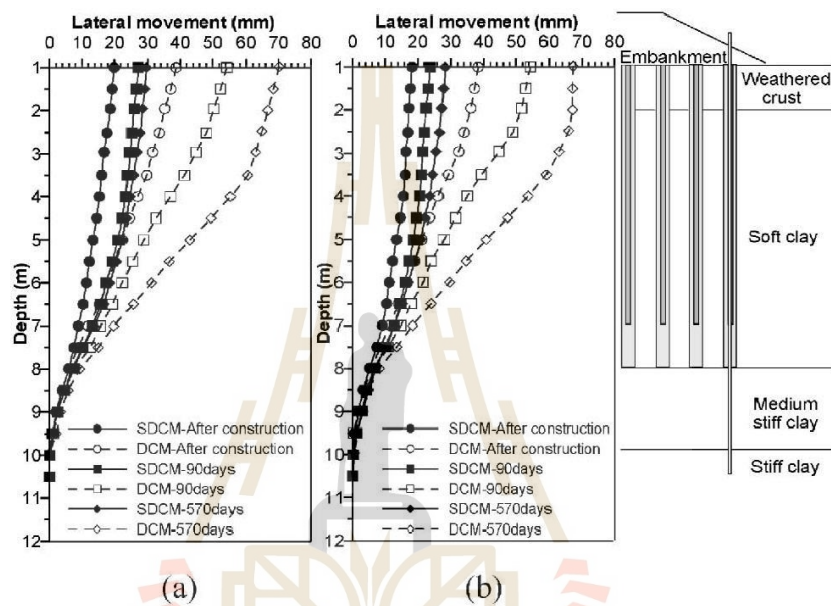 Lateral movement (mm)
0 10 20 30 40 50 60 70 80
Depth (m)
1
2
3
4
5
6
7
8
9
10
11
12
SDCM-After construction
DCM-After construction
SDCM-90days
DCM-90days
SDCM-570days
DCM-570days
(a)
Lateral movement (mm)
0 10 20 30 40 50 60 70 80
Depth (m)
1
2
3
4
5
6
7
8
9
10
11
12
SDCM-After construction
DCM-After construction
SDCM-90days
DCM-90days
SDCM-570days
DCM-570days
(b)
Embankment
Weathered
crust
Soft clay
Medium
stiff clay
Stiff clay